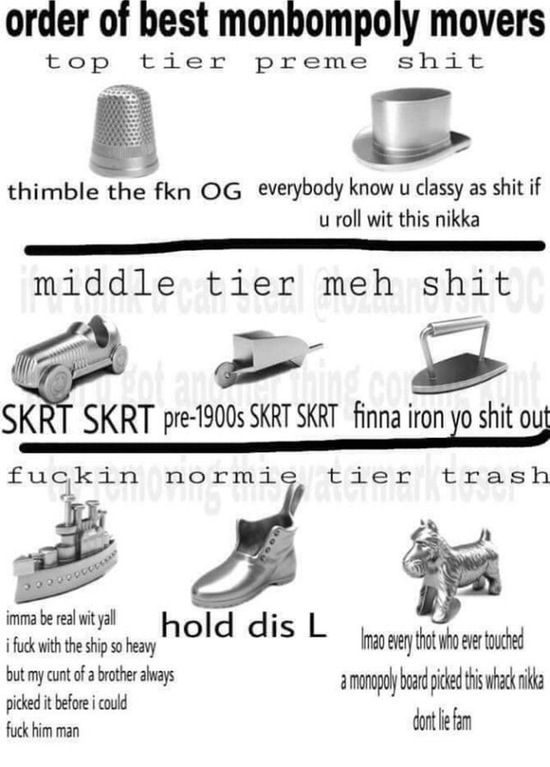 order of best monbompoly movers
top tier preme shit
thimble the fkn OG
everybody know u classy as shit if
u roll wit this nikka
middle tier meh shit
SKRT SKRT
pre-1900s SKRT SKRT
finna iron yo shit out
fuckin normie tier trash
imma be real wit yall
i fuck with the ship so heavy
but my cunt of a brother always
picked it before i could
fuck him man
hold dis L
lmao every thot who ever touched
a monopoly board picked this whack nikka
dont lie fam